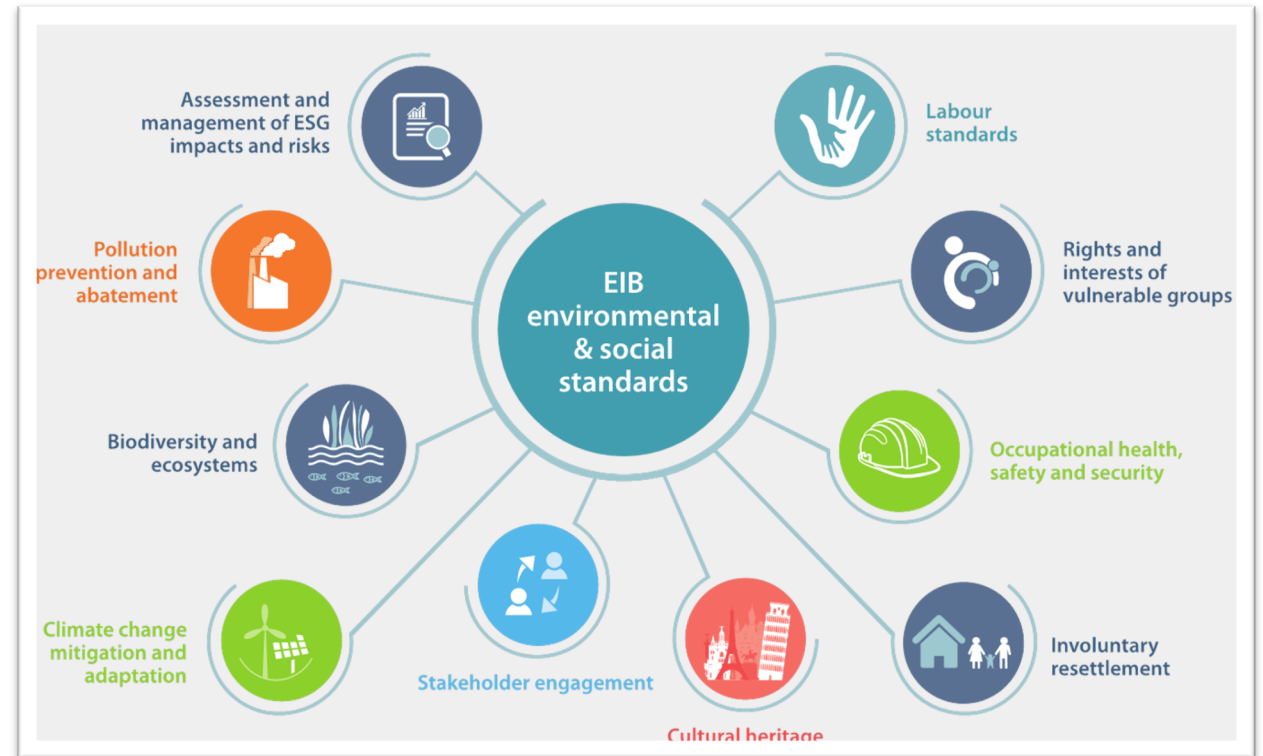 Assessment and
management of ESG
impacts and risks
Labour
standards
Pollution
prevention and
abatement
EIB
environmental
& social
standards
Rights and
interests of
vulnerable groups
Biodiversity and
ecosystems
Occupational health,
safety and security
Climate change
mitigation and
adaptation
Stakeholder engagement
Cultural heritage
Involuntary
resettlement